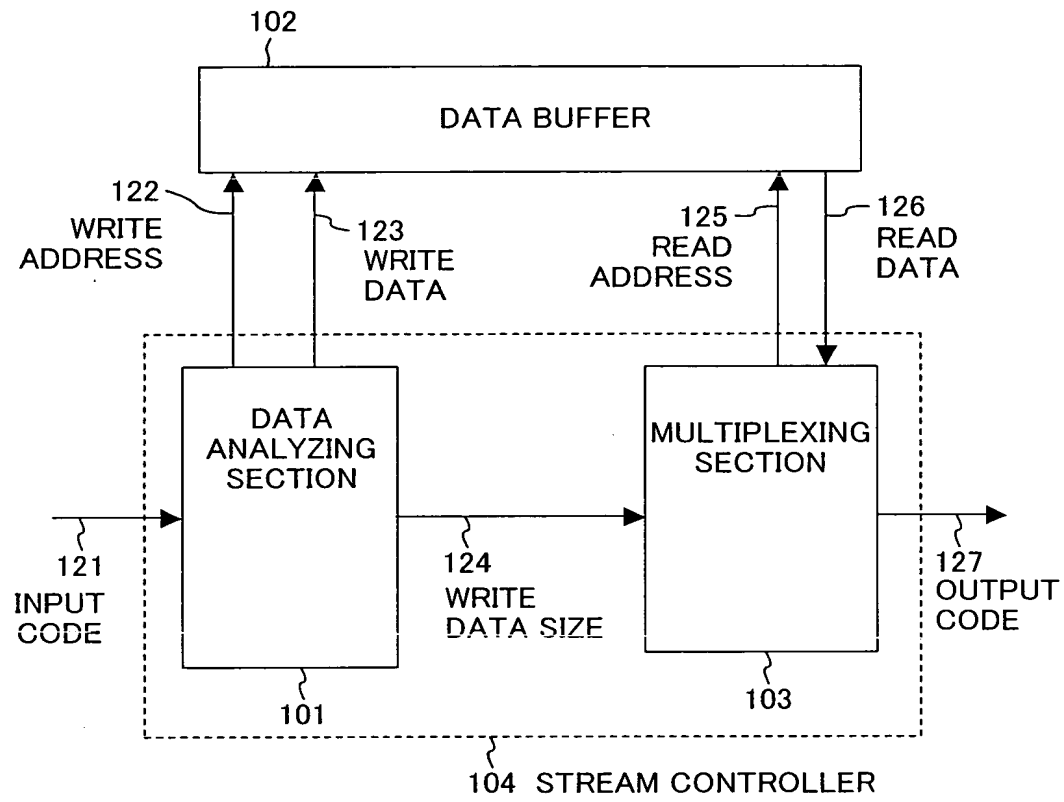 102
DATA BUFFER
122
WRITE
ADDRESS
123
WRITE
DATA
125
READ
ADDRESS
126
READ
DATA
DATA
ANALYZING
SECTION
MULTIPLEXING
SECTION
121
INPUT
CODE
124
WRITE
DATA SIZE
127
OUTPUT
CODE
101
103
104 STREAM CONTROLLER